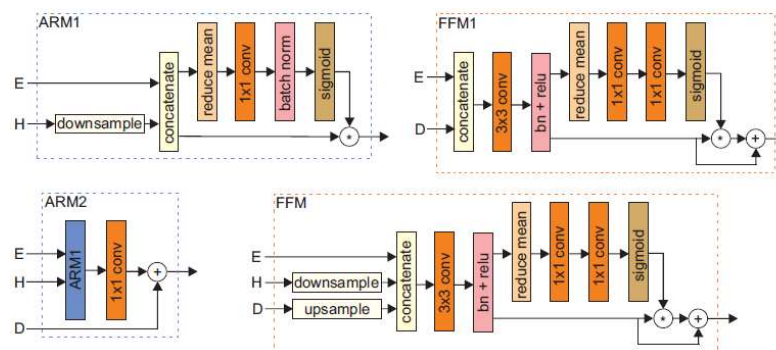 ARM1
E
H
downsample
concatenate
reduce mean
1x1 conv
batch norm
sigmoid
*
FFM1
E
D
concatenate
3x3 conv
bn + relu
reduce mean
1x1 conv
1x1 conv
sigmoid
*
+
ARM2
E
H
D
ARM1
1x1 conv
+
FFM
E
H
D
downsample
upsample
concatenate
3x3 conv
bn + relu
reduce mean
1x1 conv
1x1 conv
sigmoid
*
+